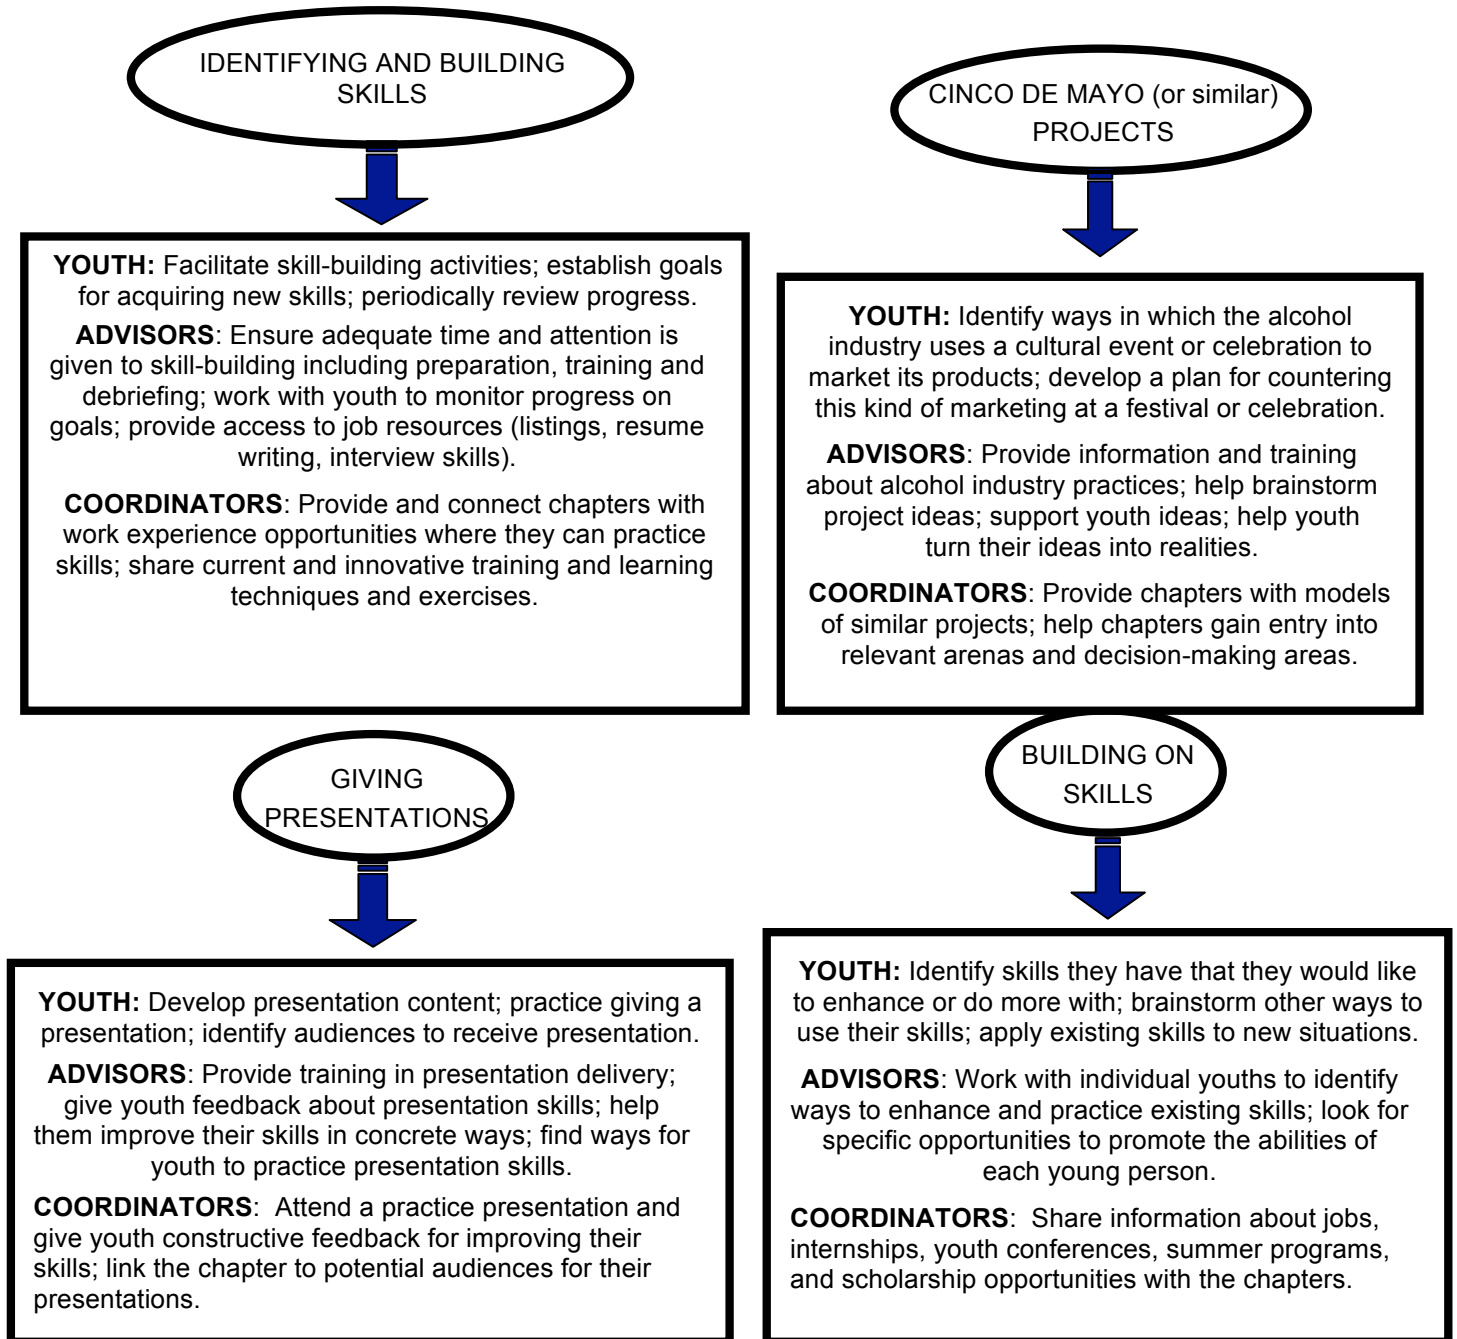 IDENTIFYING AND BUILDING
SKILLS
YOUTH: Facilitate skill-building activities; establish goals
for acquiring new skills; periodically review progress.
ADVISORS: Ensure adequate time and attention is
given to skill-building including preparation, training and
debriefing; work with youth to monitor progress on
goals; provide access to job resources (listings, resume
writing, interview skills).
COORDINATORS: Provide and connect chapters with
work experience opportunities where they can practice
skills; share current and innovative training and learning
techniques and exercises.
CINCO DE MAYO (or similar)
PROJECTS
YOUTH: Identify ways in which the alcohol
industry uses a cultural event or celebration to
market its products; develop a plan for countering
this kind of marketing at a festival or celebration.
ADVISORS: Provide information and training
about alcohol industry practices; help brainstorm
project ideas; support youth ideas; help youth
turn their ideas into realities.
COORDINATORS: Provide chapters with models
of similar projects; help chapters gain entry into
relevant arenas and decision-making areas.
GIVING
PRESENTATIONS
YOUTH: Develop presentation content; practice giving a
presentation; identify audiences to receive presentation.
ADVISORS: Provide training in presentation delivery;
give youth feedback about presentation skills; help
them improve their skills in concrete ways; find ways for
youth to practice presentation skills.
COORDINATORS: Attend a practice presentation and
give youth constructive feedback for improving their
skills; link the chapter to potential audiences for their
presentations.
BUILDING ON
SKILLS
YOUTH: Identify skills they have that they would like
to enhance or do more with; brainstorm other ways to
use their skills; apply existing skills to new situations.
ADVISORS: Work with individual youths to identify
ways to enhance and practice existing skills; look for
specific opportunities to promote the abilities of
each young person.
COORDINATORS: Share information about jobs,
internships, youth conferences, summer programs,
and scholarship opportunities with the chapters.